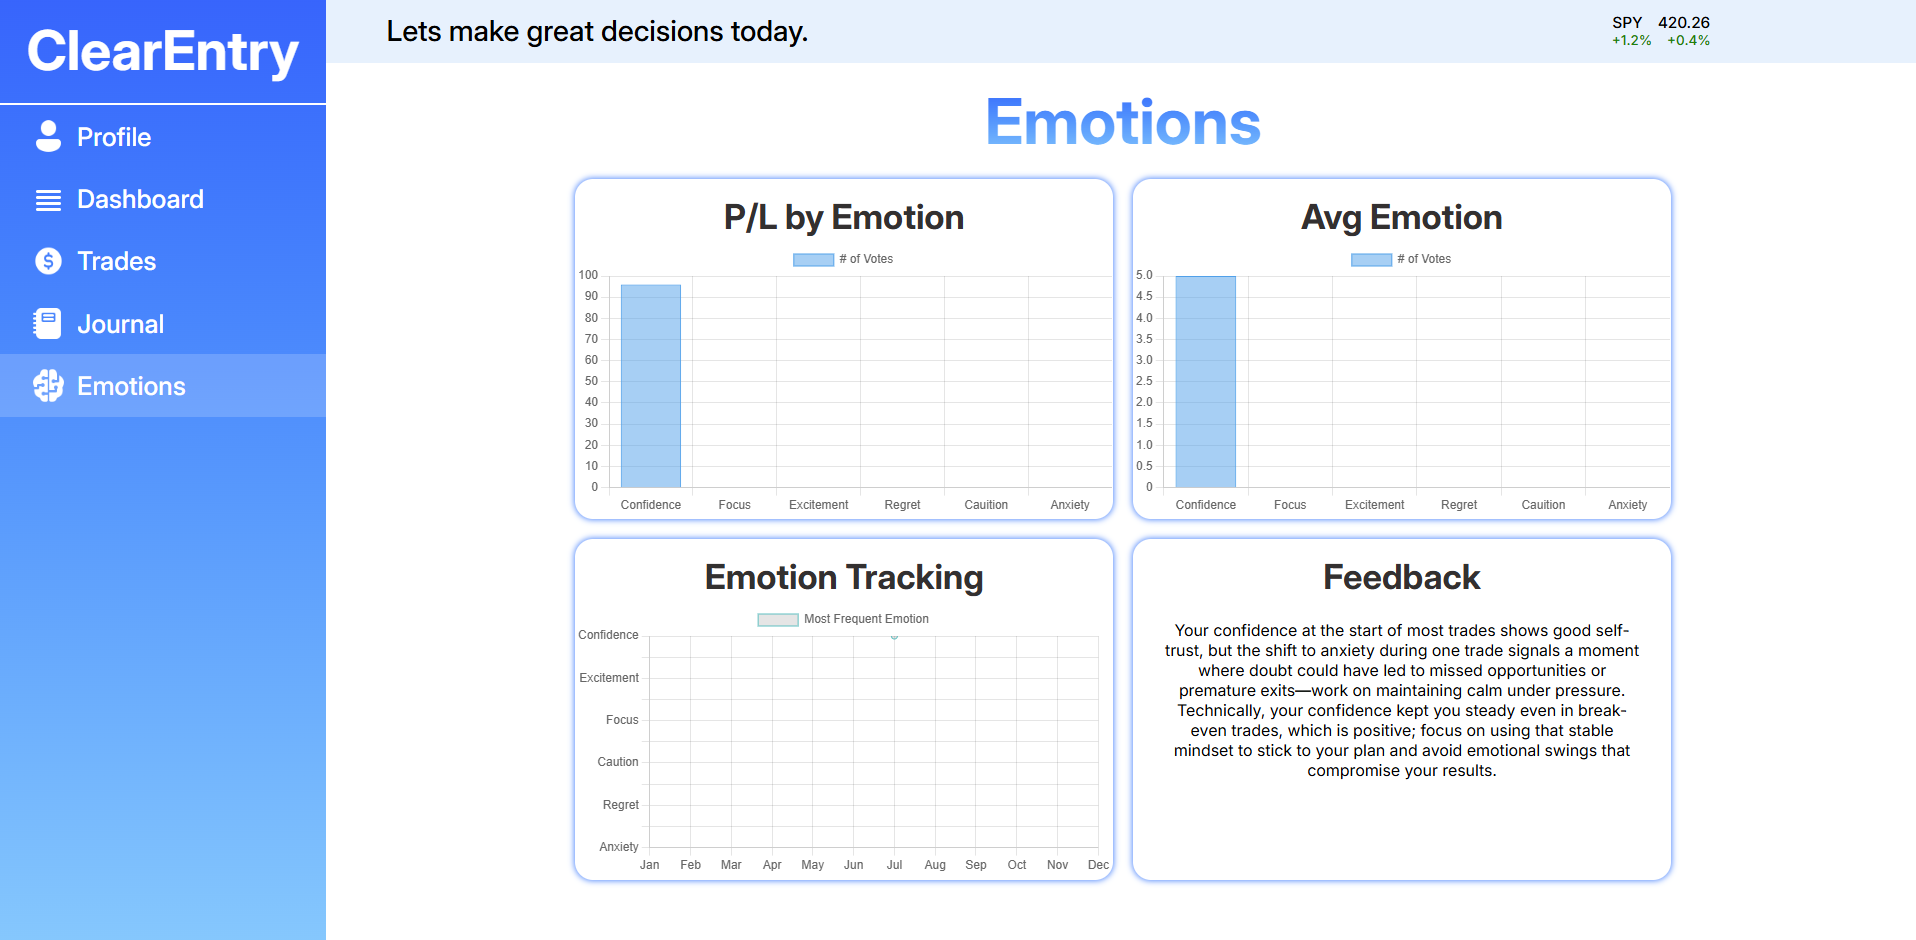 ClearEntry
Profile
Dashboard
Trades
Journal
Emotions
Lets make great decisions today.
SPY 420.26
+1.2% +0.4%
Emotions
P/L by Emotion
# of Votes
100
90
80
70
60
50
40
30
20
10
0
Confidence Focus Excitement Regret Cauition Anxiety
Avg Emotion
# of Votes
5.0
4.5
4.0
3.5
3.0
2.5
2.0
1.5
1.0
0.5
0
Confidence Focus Excitement Regret Cauition Anxiety
Emotion Tracking
Most Frequent Emotion
Confidence
Excitement
Focus
Caution
Regret
Anxiety
Jan Feb Mar Apr May Jun Jul Aug Sep Oct Nov Dec
Feedback
Your confidence at the start of most trades shows good self-
trust, but the shift to anxiety during one trade signals a moment
where doubt could have led to missed opportunities or
premature exits—work on maintaining calm under pressure.
Technically, your confidence kept you steady even in break-
even trades, which is positive; focus on using that stable
mindset to stick to your plan and avoid emotional swings that
compromise your results.